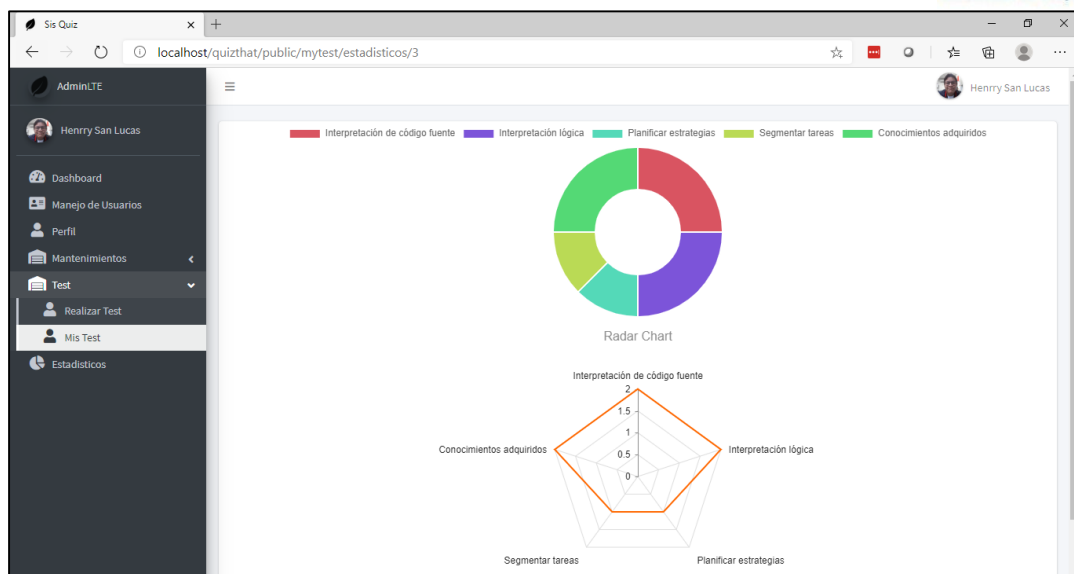 Sis Quiz
localhost/quizthat/public/mytest/estadisticos/3
AdminLTE
Henrry San Lucas
Henrry San Lucas
Dashboard
Manejo de Usuarios
Perfil
Mantenimientos
Test
Realizar Test
Mis Test
Estadisticos
Interpretación de código fuente Interpretación lógica Planificar estrategias Segmentar tareas Conocimientos adquiridos
Radar Chart
Interpretación de código fuente
2
1.5
1
Conocimientos adquiridos Interpretación lógica
0.5
0
Segmentar tareas Planificar estrategias